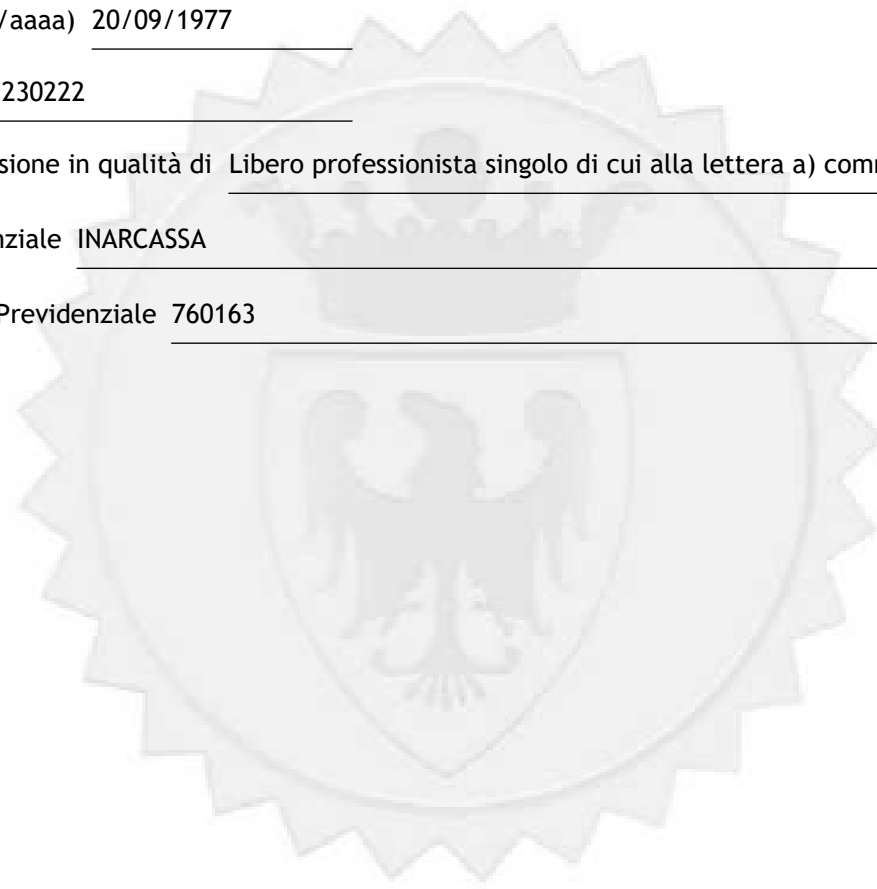 /aaaa) 20/09/1977
230222
sione in qualità di Libero professionista singolo di cui alla lettera a) com
nziale INARCASSA
Previdenziale 760163